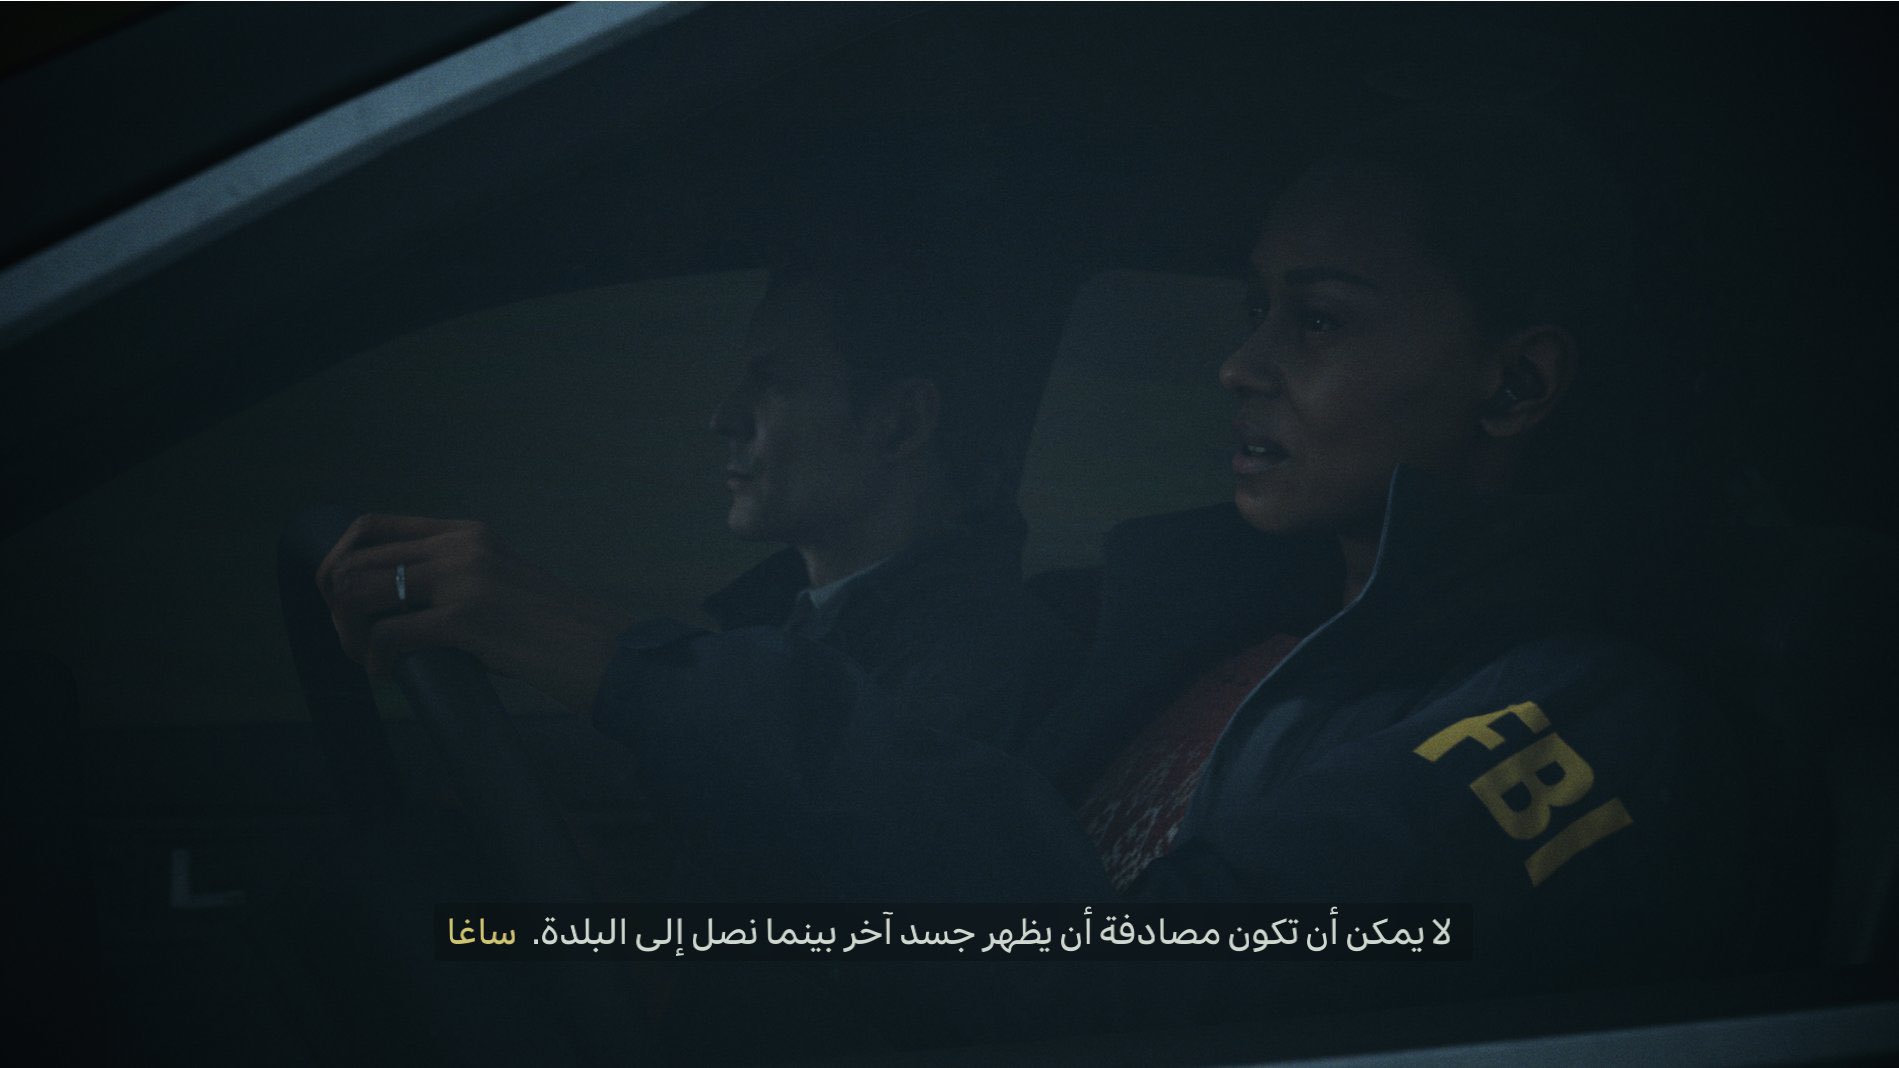 FBI
لا يمكن أن تكون مصادفة أن يظهر جسد آخر بينما نصل إلى البلدة. ساغا